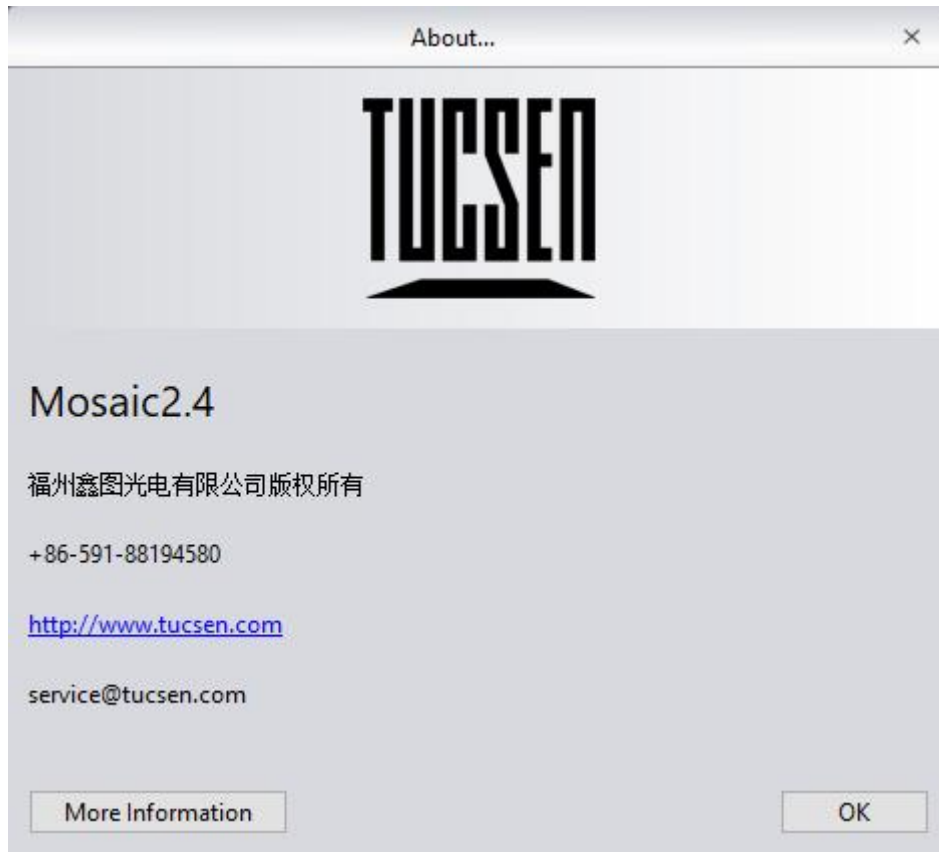 About...
TUCSEN
Mosaic2.4
福州鑫图光电有限公司版权所有
+86-591-88194580
http://www.tucsen.com
service@tucsen.com
More Information
OK